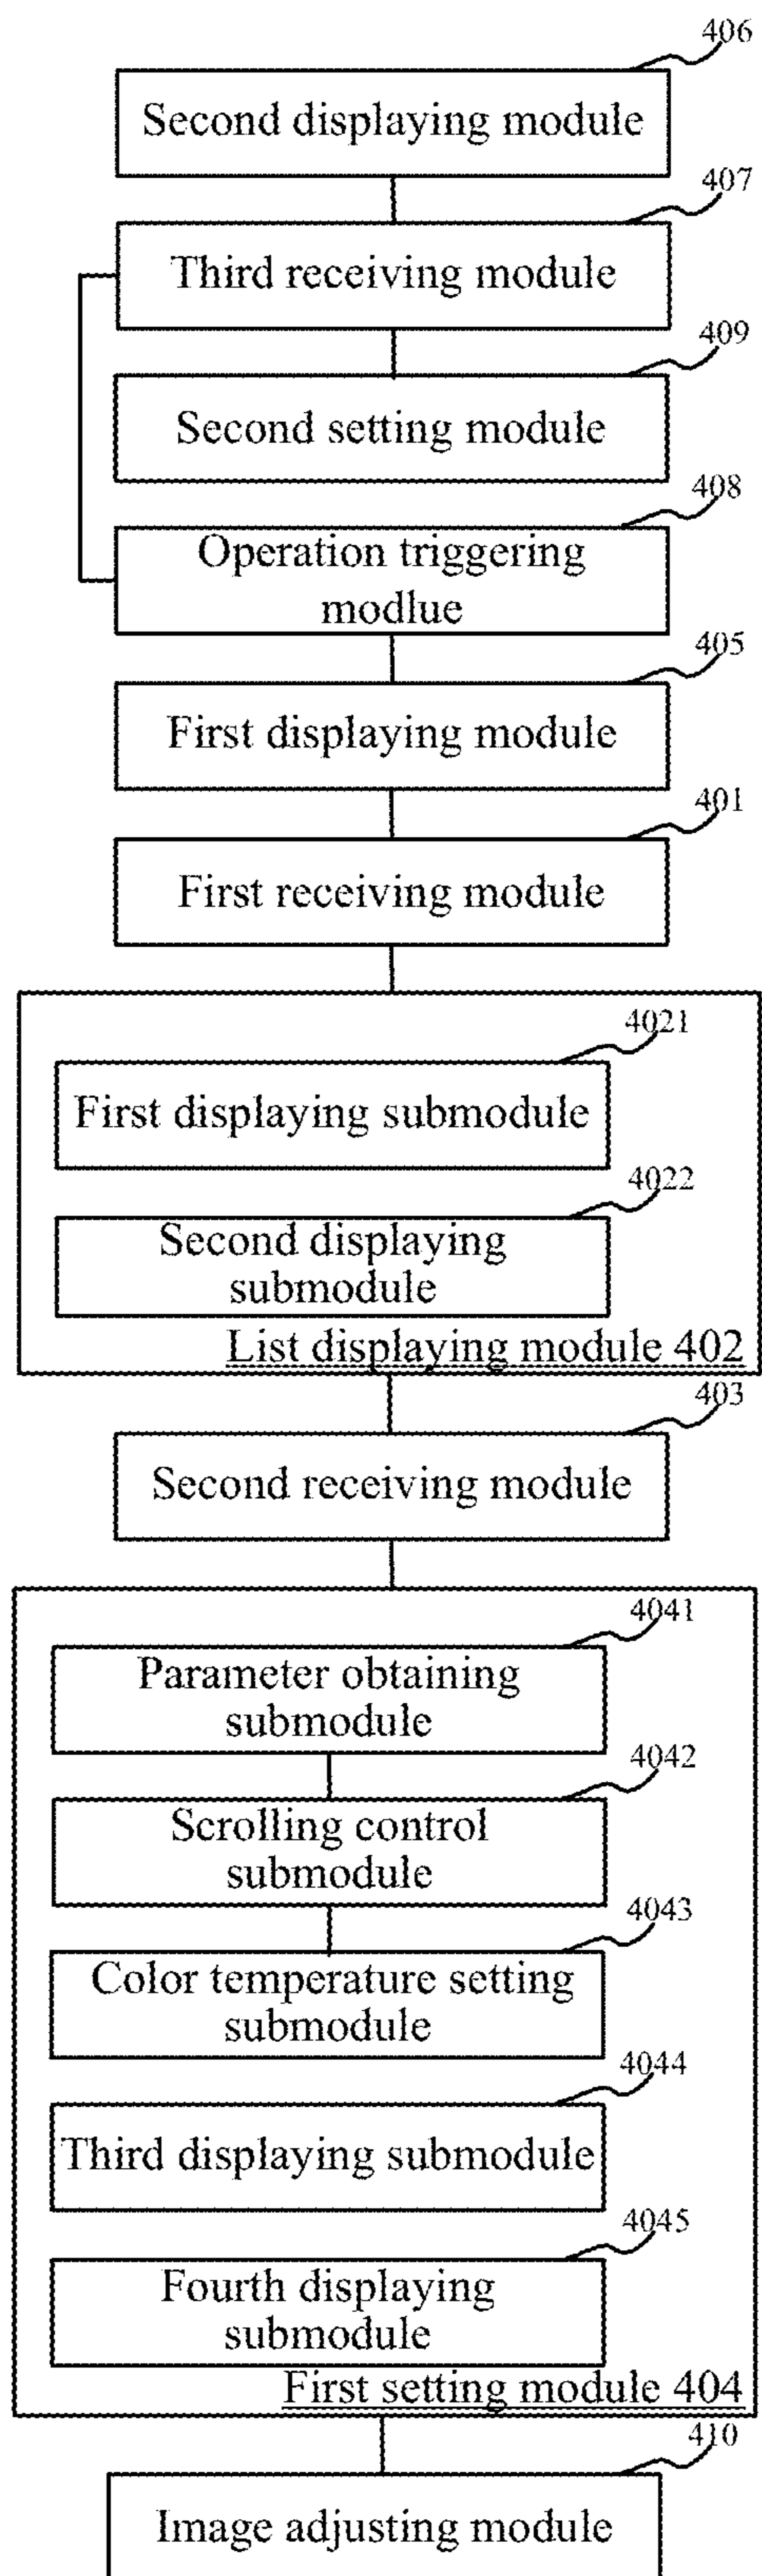 406
Second displaying module
407
Third receiving module
409
Second setting module
408
Operation triggering
modlue
405
First displaying module
401
First receiving module
4021
First displaying submodule
4022
Second displaying
submodule
List displaying module 402
403
Second receiving module
4041
Parameter obtaining
submodule
4042
Scrolling control
submodule
4043
Color temperature setting
submodule
4044
Third displaying submodule
4045
Fourth displaying
submodule
First setting module 404
410
Image adjusting module